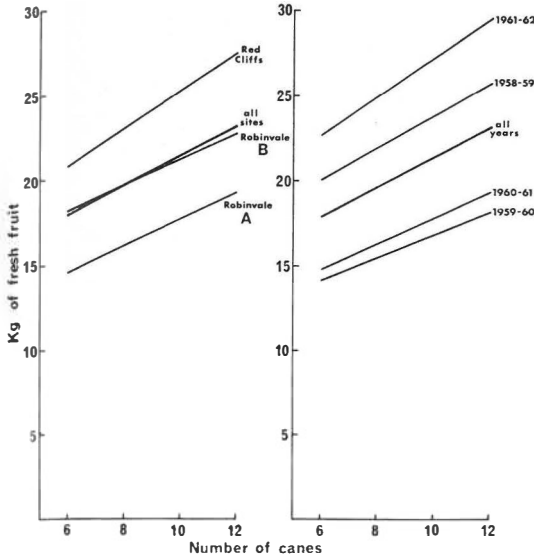 Kg of fresh fruit
30
25
20
15
10
5
6
8
10
12
Red
Cliffs
all
sites
Robinvale
B
Robinvale
A
30
25
20
15
10
5
6
8
10
12
1961-62
1958-59
all
years
1960-61
1959-60
Number of canes